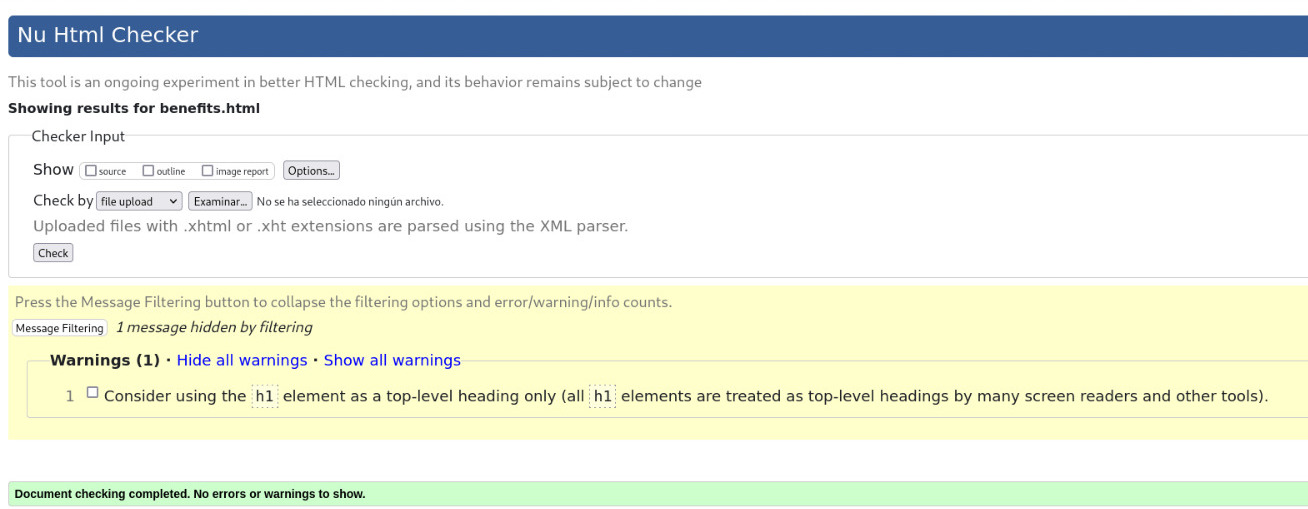 Nu Html Checker
This tool is an ongoing experiment in better HTML checking, and its behavior remains subject to change
Showing results for benefits.html
Checker Input
Show source outline image report Options...
Check by file upload Examinar... No se ha seleccionado ningún archivo.
Uploaded files with .xhtml or .xht extensions are parsed using the XML parser.
Check
Press the Message Filtering button to collapse the filtering options and error/warning/info counts.
Message Filtering 1 message hidden by filtering
Warnings (1) · Hide all warnings · Show all warnings
1 Consider using the h1 element as a top-level heading only (all h1 elements are treated as top-level headings by many screen readers and other tools).
Document checking completed. No errors or warnings to show.